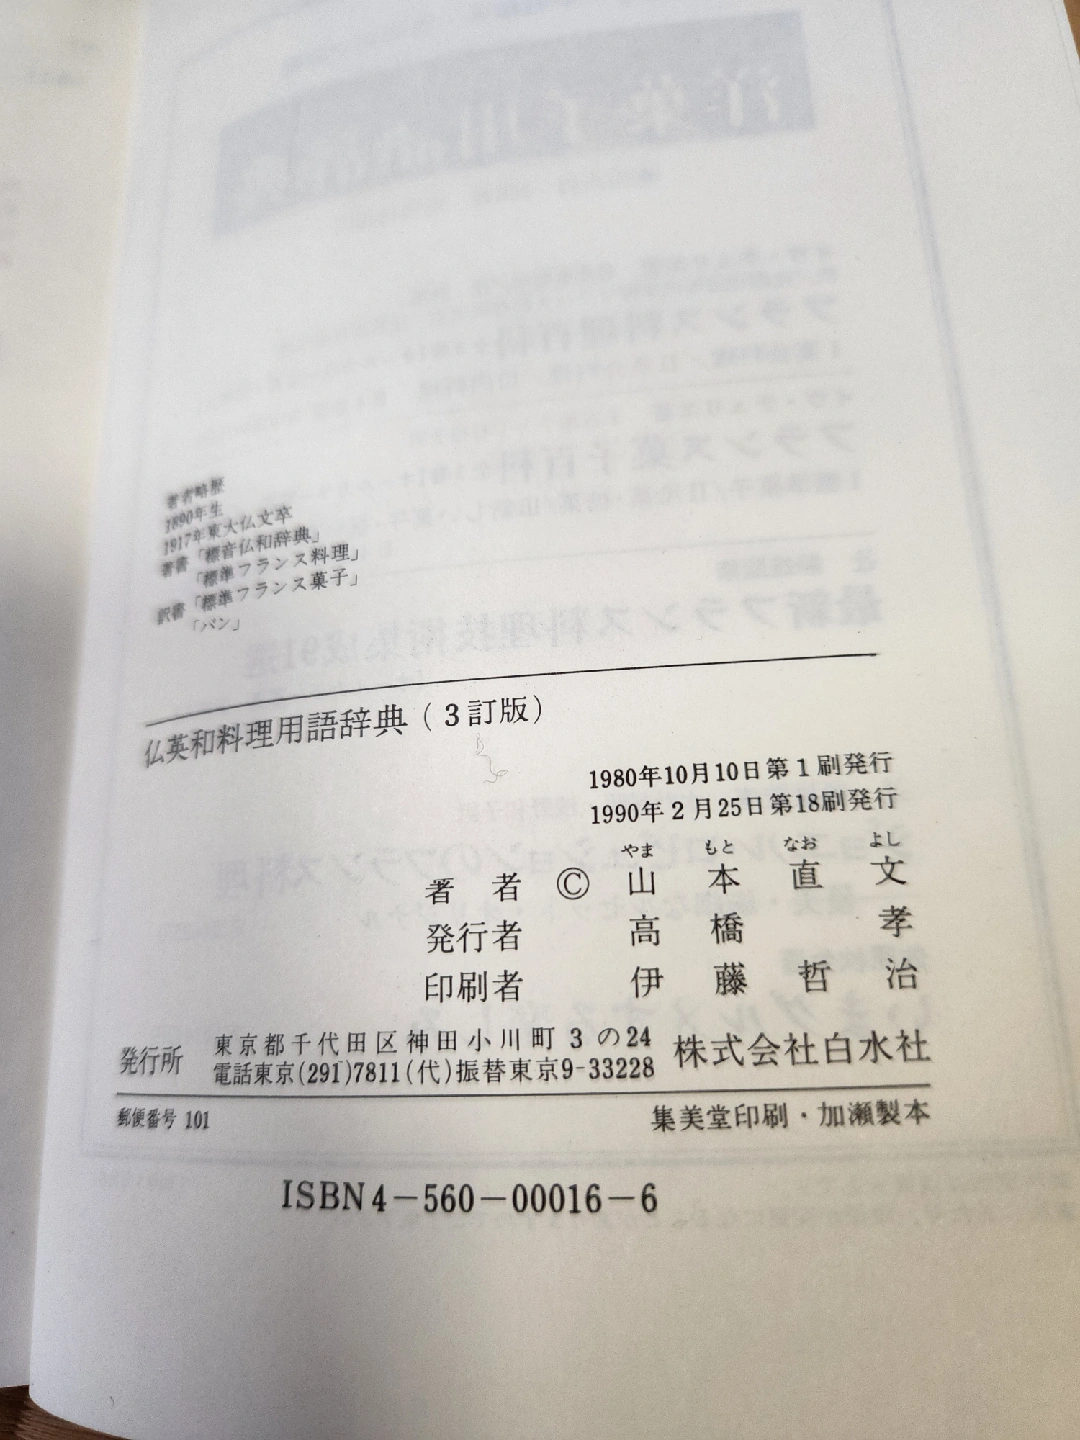 著者略歴
1890年生
1917年東大仏文卒
著書「標音仏和辞典」
「標準フランス料理」
訳書「標準フランス菓子」
「パン」
仏英和料理用語辞典(3訂版)
1980年10月10日第1刷発行
1990年2月25日第18刷発行
やま もと なお よし
著者 © 山本直文
発行者 高橋孝
印刷者 伊藤哲治
発行所 東京都千代田区神田小川町3の24
電話東京(291)7811(代)振替東京9-33228
株式会社白水社
郵便番号 101
集美堂印刷・加瀬製本
ISBN4-560-00016-6